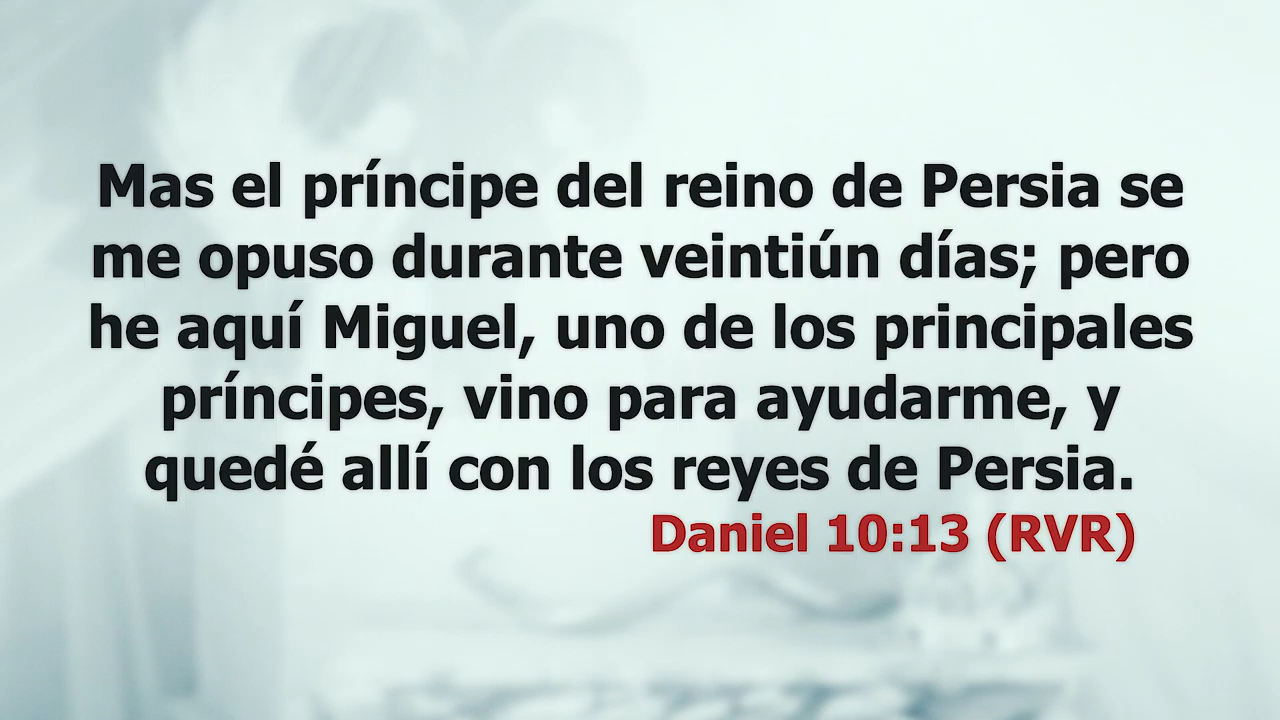 Mas el príncipe del reino de Persia se
me opuso durante veintiún días; pero
he aquí Miguel, uno de los principales
príncipes, vino para ayudarme, y
quedé allí con los reyes de Persia.
Daniel 10:13 (RVR)